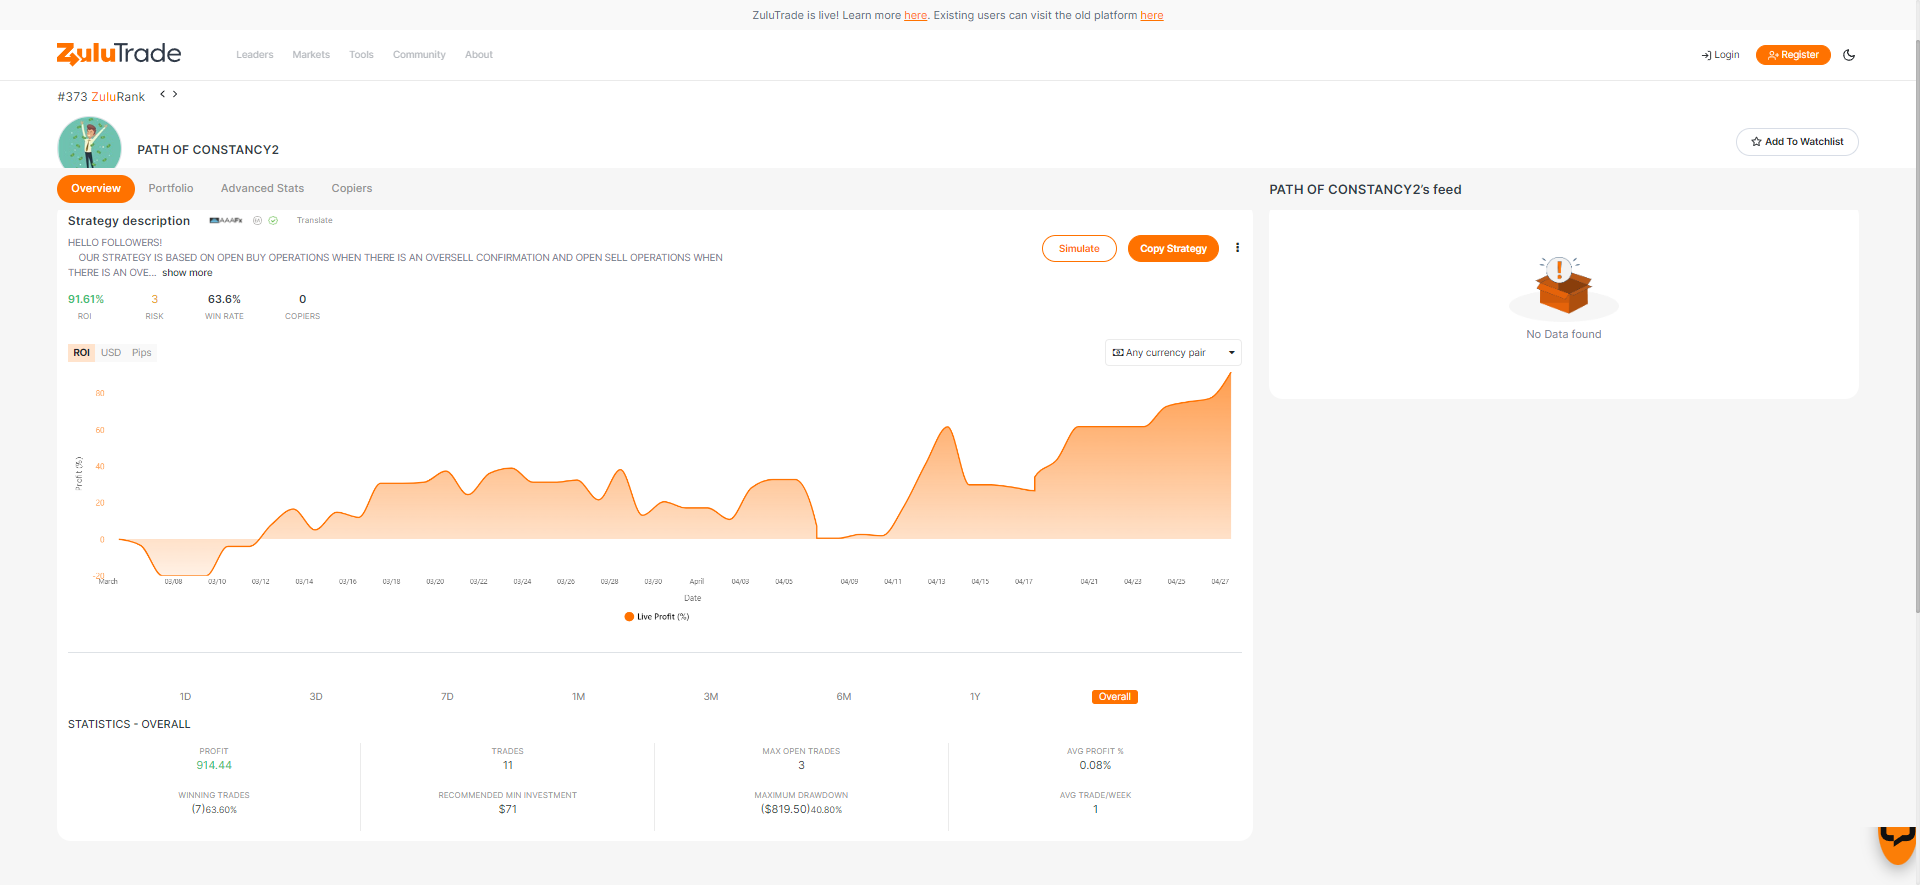 ZuluTrade is live! Learn more here. Existing users can visit the old platform here
ZuluTrade
Leaders Markets Tools Community About
Login Register
#373 ZuluRank
PATH OF CONSTANCY2
Add To Watchlist
Overview Portfolio Advanced Stats Copiers
PATH OF CONSTANCY2's feed
Strategy description AAAFx Translate
HELLO FOLLOWERS!
OUR STRATEGY IS BASED ON OPEN BUY OPERATIONS WHEN THERE IS AN OVERSELL CONFIRMATION AND OPEN SELL OPERATIONS WHEN
THERE IS AN OVE... show more
Simulate Copy Strategy
91.61% 3 63.6% 0
ROI RISK WIN RATE COPIERS
No Data found
ROI USD Pips
Any currency pair
80
60
40
20
0
-20
Profit (%)
March 03/08 03/10 03/12 03/14 03/16 03/18 03/20 03/22 03/24 03/26 03/28 03/30 April 04/03 04/05 04/09 04/11 04/13 04/15 04/17 04/21 04/23 04/25 04/27
Date
Live Profit (%)
1D 3D 7D 1M 3M 6M 1Y Overall
STATISTICS - OVERALL
PROFIT TRADES MAX OPEN TRADES AVG PROFIT %
914.44 11 3 0.08%
WINNING TRADES RECOMMENDED MIN INVESTMENT MAXIMUM DRAWDOWN AVG TRADE/WEEK
(7)63.60% $71 ($819.50)40.80% 1